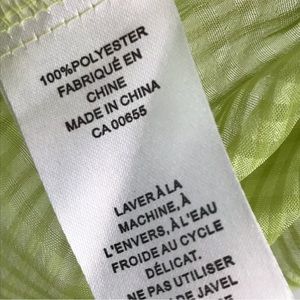 100%POLYESTER
FABRIQUÉ EN
CHINE
MADE IN CHINA
CA 00655
LAVER À LA
MACHINE, À
L'ENVERS, À L'EAU
FROIDE AU CYCLE
DÉLICAT.
NE PAS UTILISER
DE JAVEL